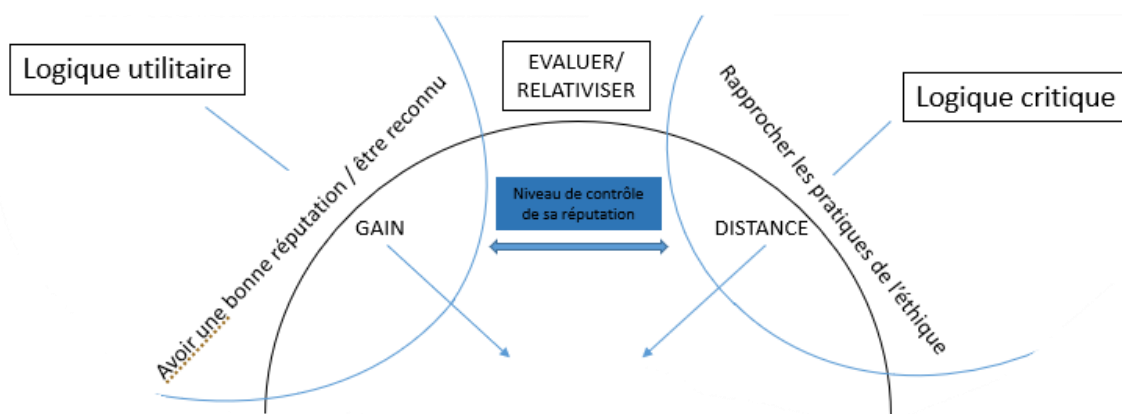 Logique utilitaire
EVALUER/
RELATIVISER
Logique critique
Avoir une bonne réputation / être reconnu
Rapprocher les pratiques de l'éthique
Niveau de contrôle
de sa réputation
GAIN
DISTANCE